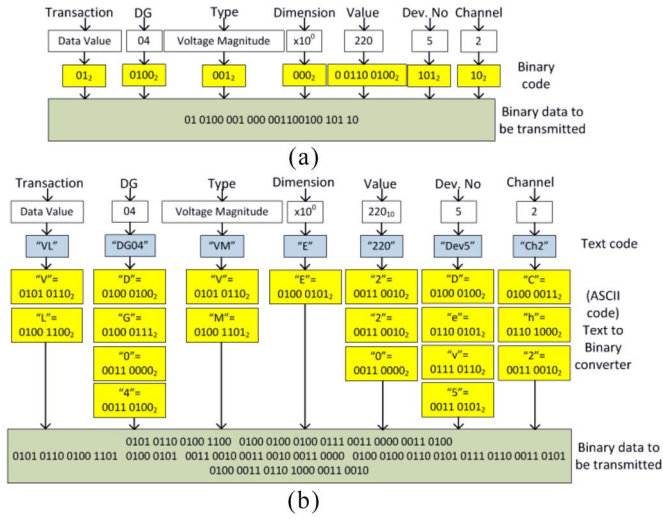 Transaction DG Type Dimension Value Dev. No Channel
Data Value 04 Voltage Magnitude x10⁰ 220 5 2
01₂ 0100₂ 001₂ 000₂ 0 0110 0100₂ 101₂ 10₂
Binary
code
01 0100 001 000 001100100 101 10
Binary data to
be transmitted
(a)
Transaction DG Type Dimension Value Dev. No Channel
Data Value 04 Voltage Magnitude x10⁰ 220₁₀ 5 2
"VL" "DG04" "VM" "E" "220" "Dev5" "Ch2" Text code
"V"= "D"= "V"= "E"= "2"= "D"= "C"=
0101 0110₂ 0100 0100₂ 0101 0110₂ 0100 0101₂ 0011 0010₂ 0100 0100₂ 0100 0011₂
"L"= "G"= "M"= "2"= "e"= "h"=
0100 1100₂ 0100 0111₂ 0100 1101₂ 0011 0010₂ 0110 0101₂ 0110 1000₂
"0"= "0"= "v"= "2"=
0011 0000₂ 0011 0000₂ 0111 0110₂ 0011 0010₂
"4"= "5"=
0011 0100₂ 0011 0101₂
(ASCII
code)
Text to
Binary
converter
0101 0110 0100 1100 0100 0100 0100 0111 0011 0000 0011 0100
0101 0110 0100 1101 0100 0101 0011 0010 0011 0010 0011 0000 0100 0100 0110 0101 0111 0110 0011 0101
0100 0011 0110 1000 0011 0010
Binary data to
be transmitted
(b)